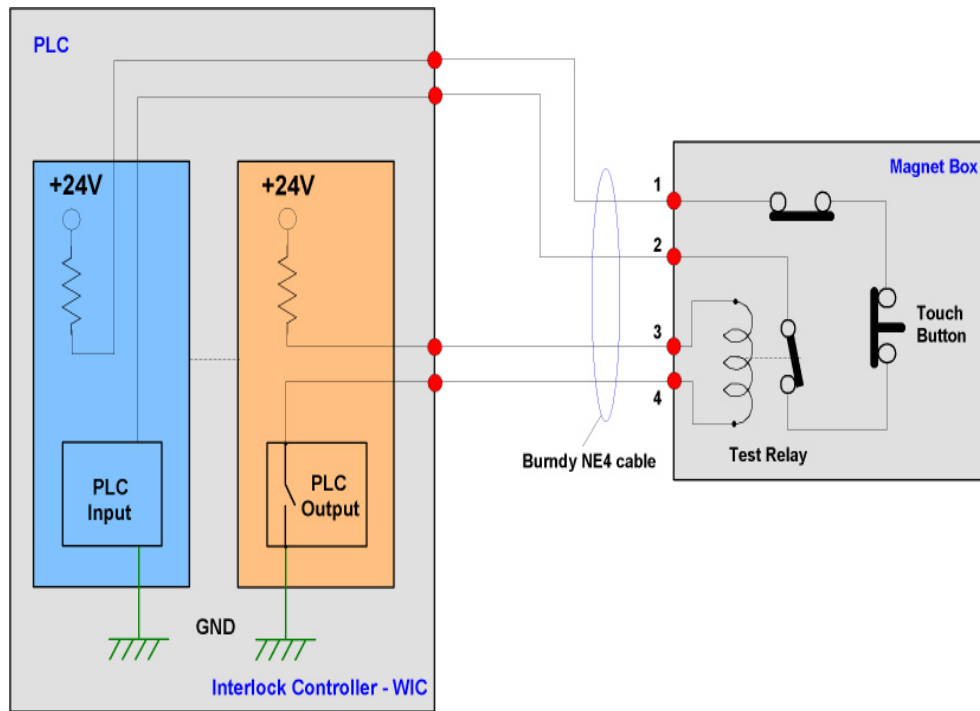 PLC
+24V
+24V
PLC
Input
PLC
Output
GND
Interlock Controller - WIC
Burndy NE4 cable
Magnet Box
1
2
3
4
Touch
Button
Test Relay